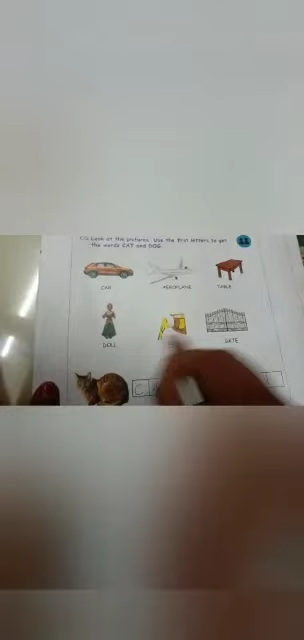 Look at the pictures. Use the first letters to get
the words CAT and DOG.
11
CAR AEROPLANE TABLE
DOLL GATE
C